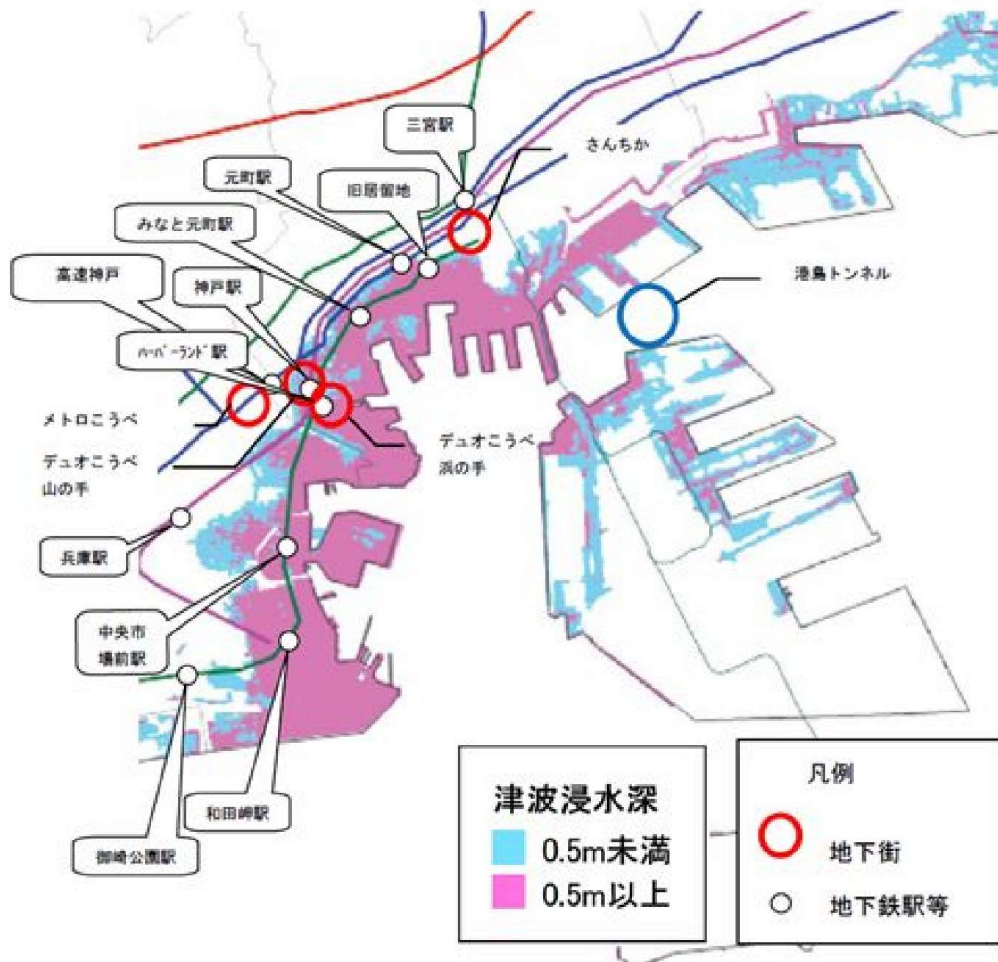 三宮駅
さんちか
元町駅
旧居留地
みなと元町駅
高速神戸
神戸駅
港島トンネル
ハーバーランド駅
メトロこうべ
デュオこうべ
山の手
デュオこうべ
浜の手
兵庫駅
中央市
場前駅
和田岬駅
御崎公園駅
津波浸水深
0.5m未満
0.5m以上
凡例
地下街
地下鉄駅等